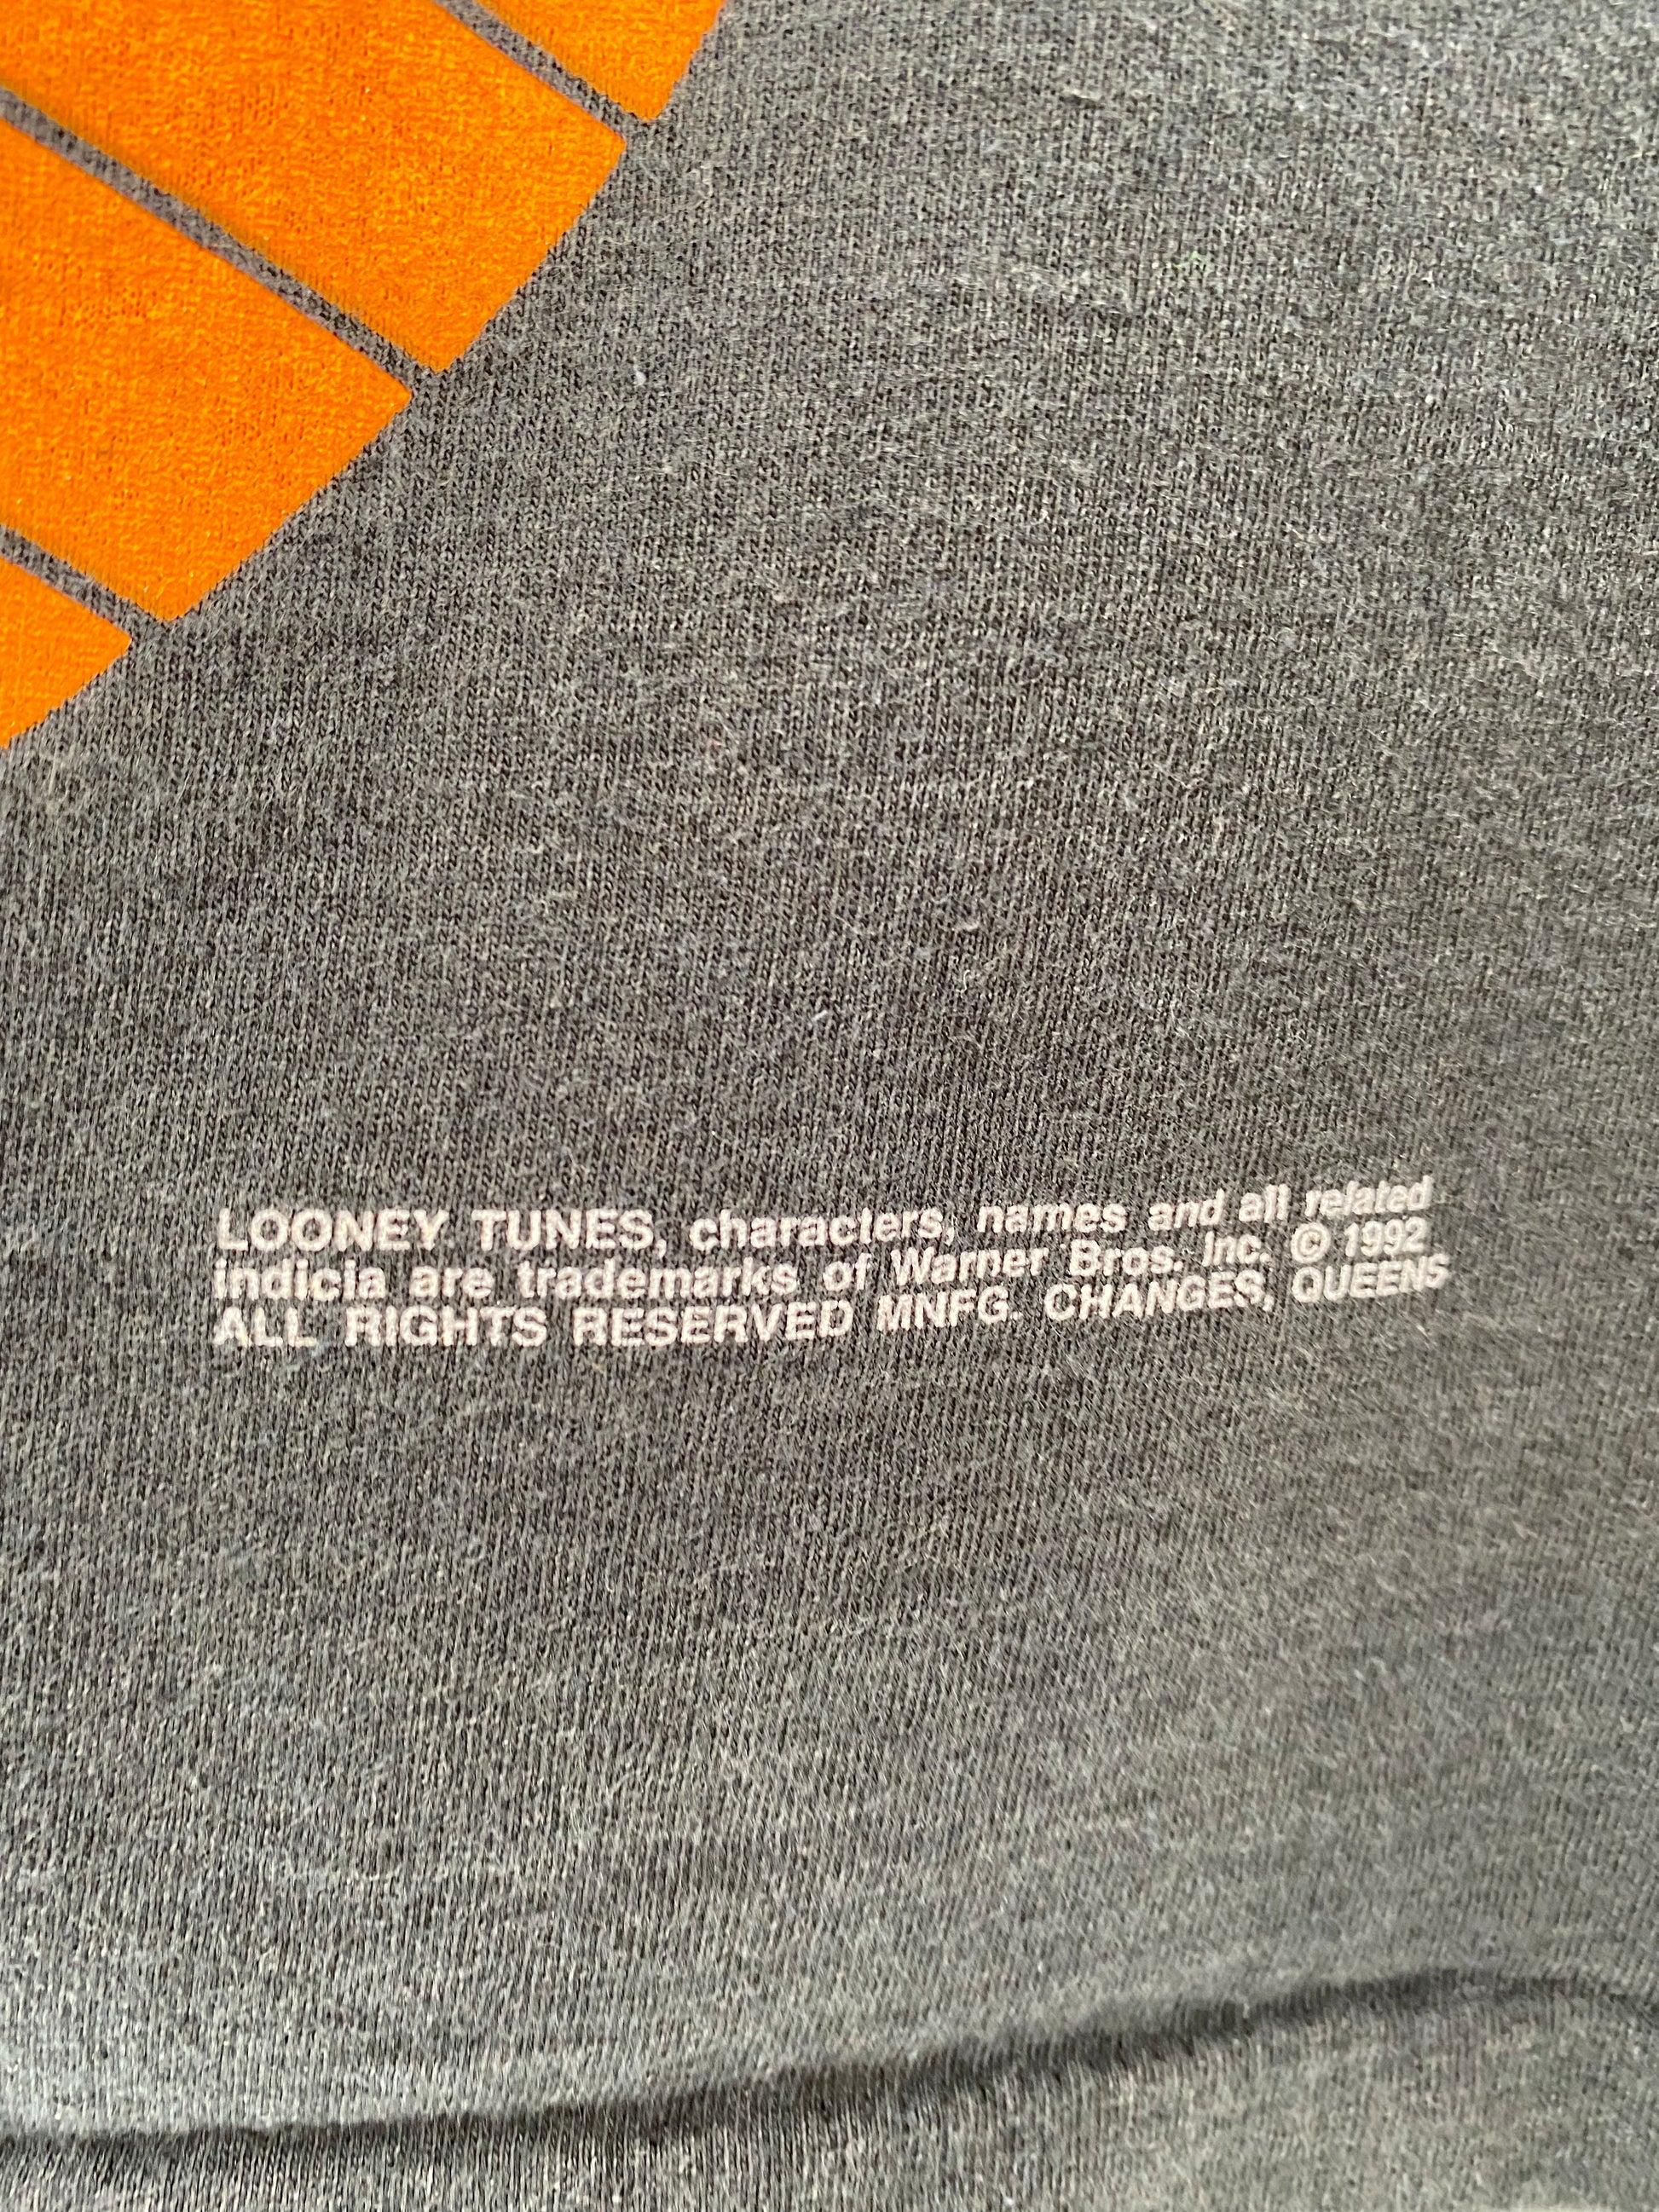 LOONEY TUNES, characters, names and all related
indicia are trademarks of Warner Bros. Inc. © 1992
ALL RIGHTS RESERVED MNFG. CHANGES, QUEENS